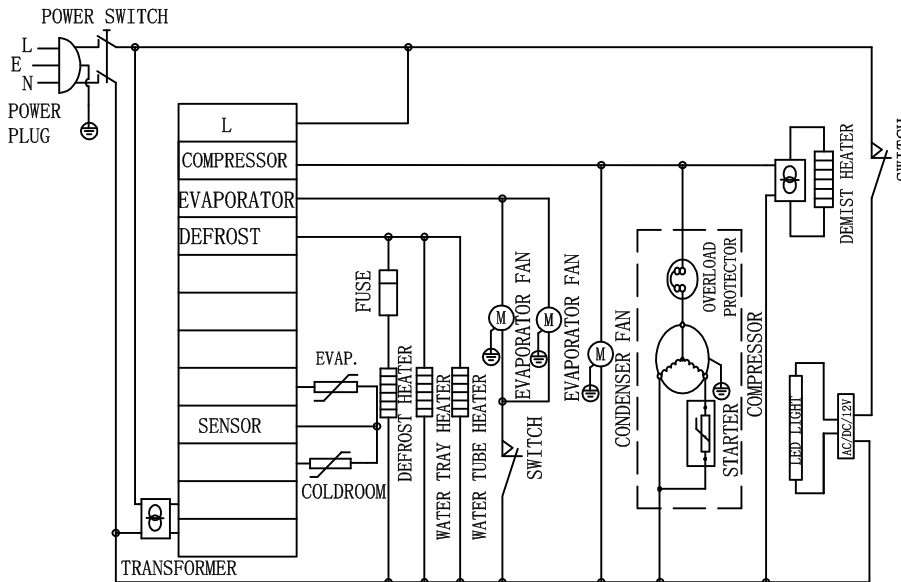 POWER SWITCH
L
E
N
POWER
PLUG
L
COMPRESSOR
EVAPORATOR
DEFROST
SENSOR
EVAP.
COLDROOM
TRANSFORMER
FUSE
DEFROST HEATER
WATER TRAY HEATER
WATER TUBE HEATER
M
EVAPORATOR FAN
M
EVAPORATOR FAN
SWITCH
M
CONDENSER FAN
OVERLOAD
PROTECTOR
STARTER
COMPRESSOR
DEMIST HEATER
SWITCH
LED LIGHT
AC/DC/12V